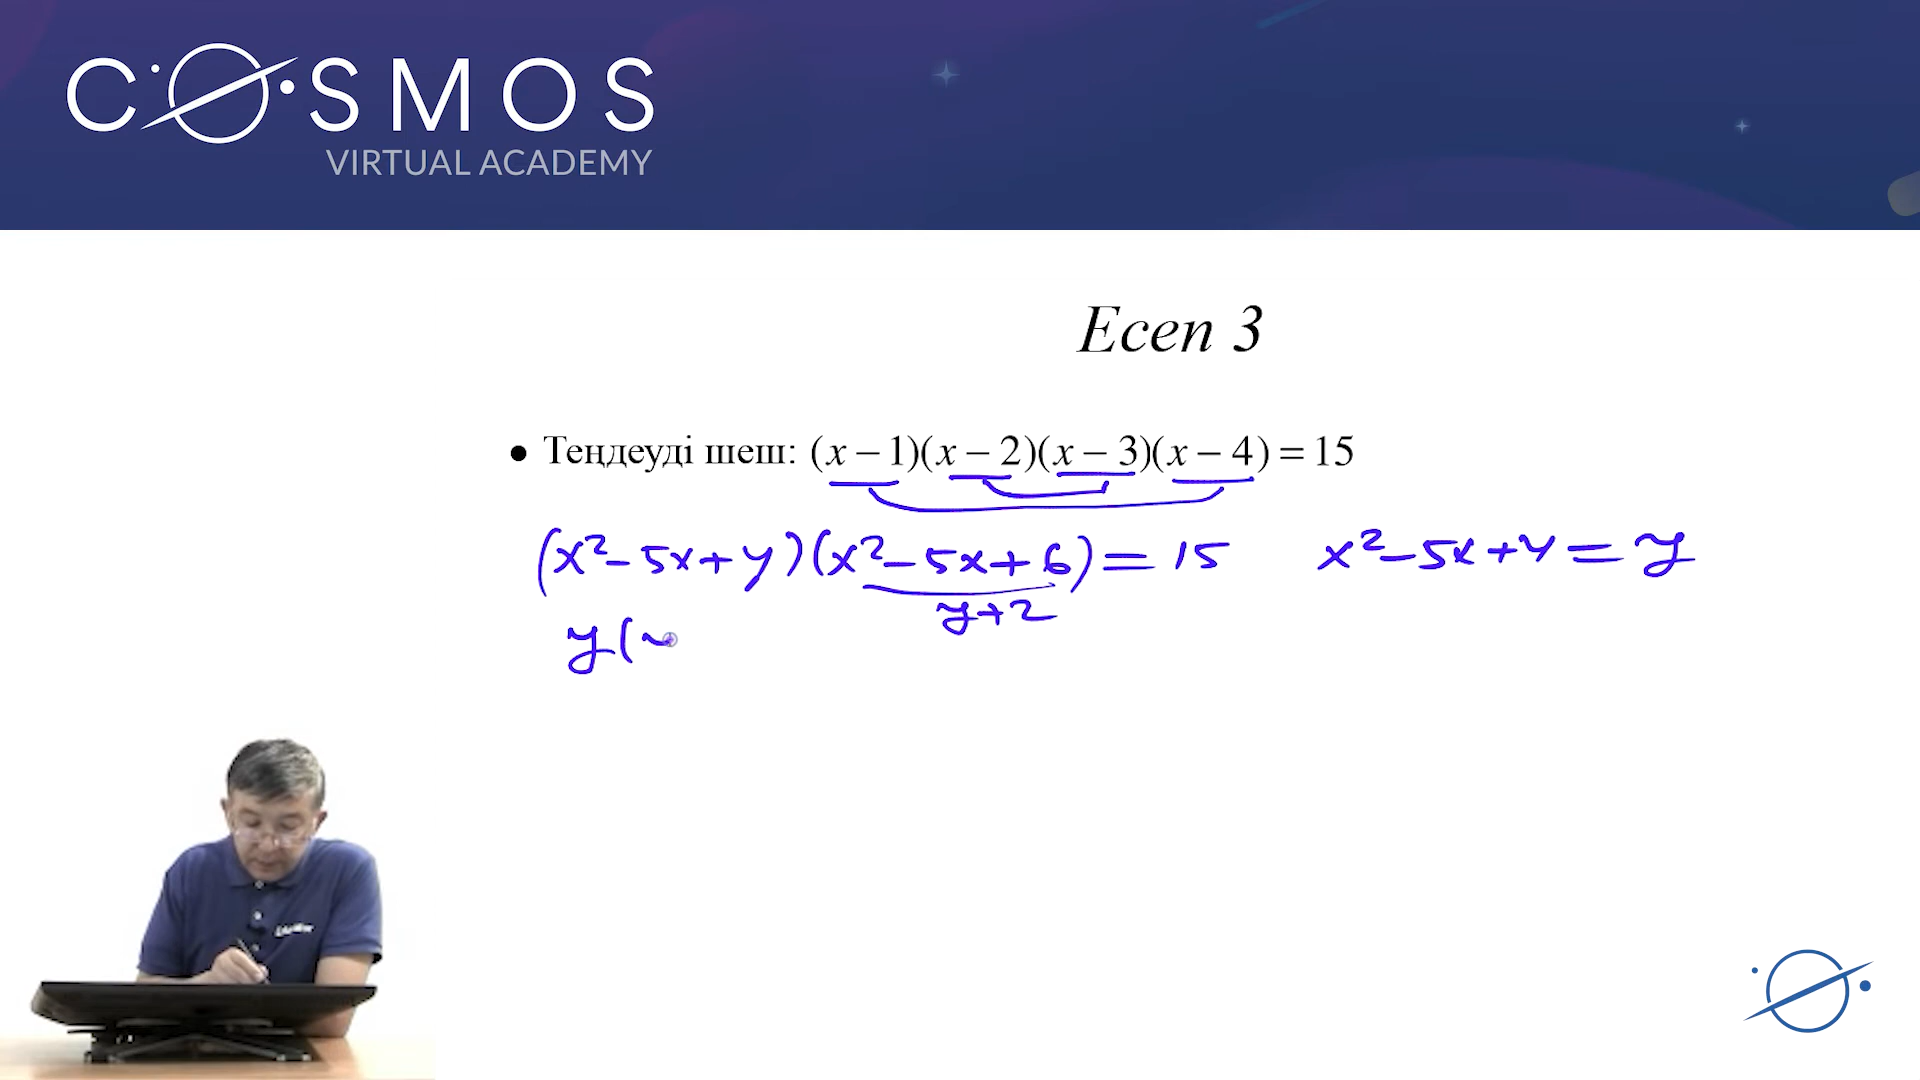 COSMOS
VIRTUAL ACADEMY
Есеп 3
• Теңдеуді шеш: (x − 1)(x − 2)(x − 3)(x − 4) = 15
(x²-5x+4)(x²-5x+6)=15 x²-5x+4=y
y+2
y(